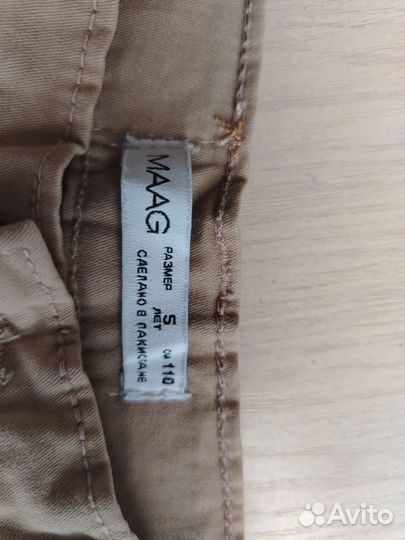 MAAG
РАЗМЕР
5 см 110
ЛЕТ
СДЕЛАНО В ПАКИСТАНЕ
Avito